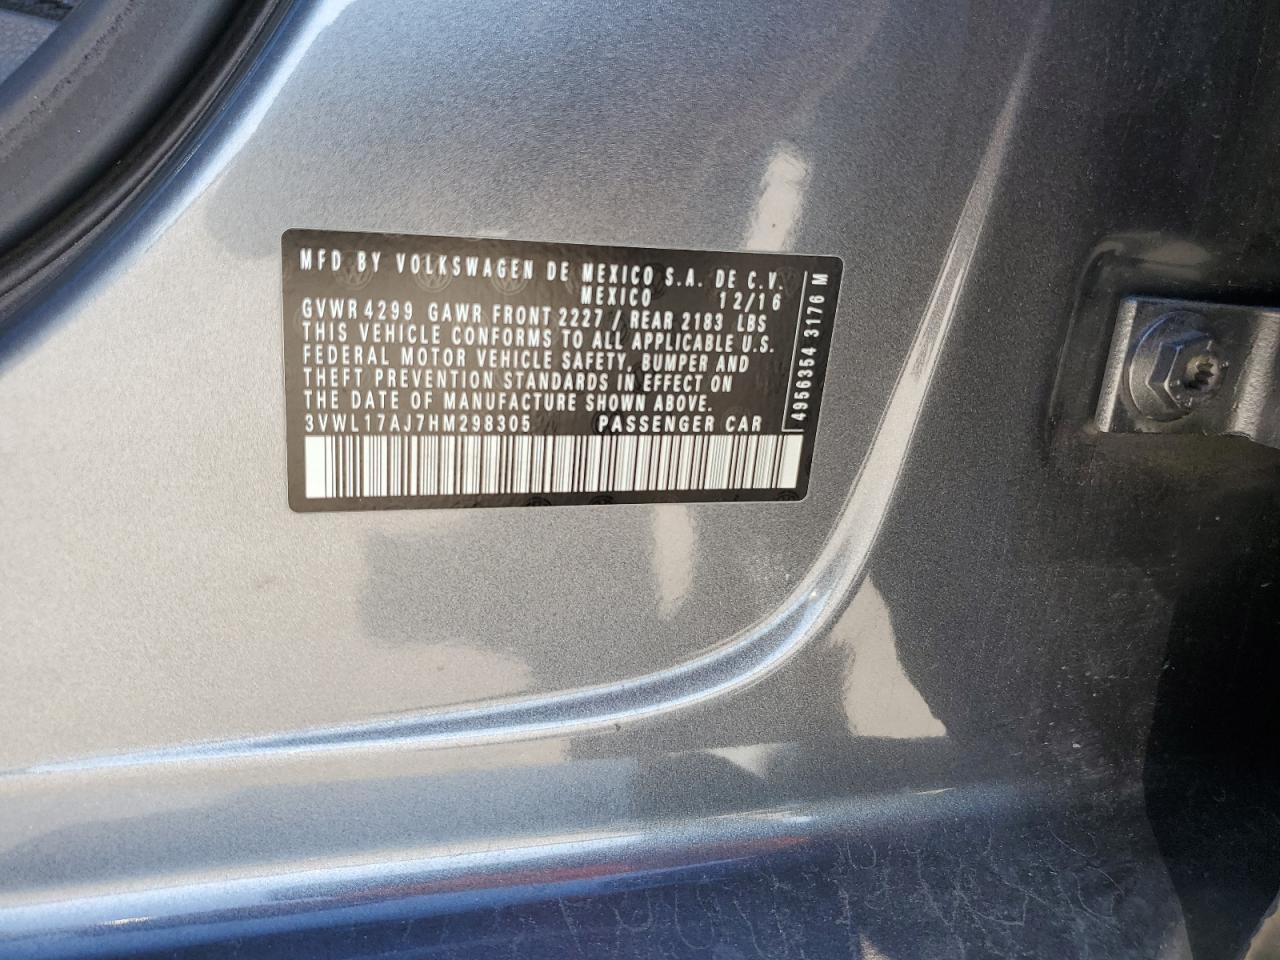 MFD BY VOLKSWAGEN DE MEXICO S.A. DE C.V.
MEXICO 12/16
GVWR 4299 GAWR FRONT 2227 / REAR 2183 LBS
THIS VEHICLE CONFORMS TO ALL APPLICABLE U.S.
FEDERAL MOTOR VEHICLE SAFETY, BUMPER AND
THEFT PREVENTION STANDARDS IN EFFECT ON
THE DATE OF MANUFACTURE SHOWN ABOVE.
3VWL17AJ7HM298305 PASSENGER CAR
4956354 3176 M